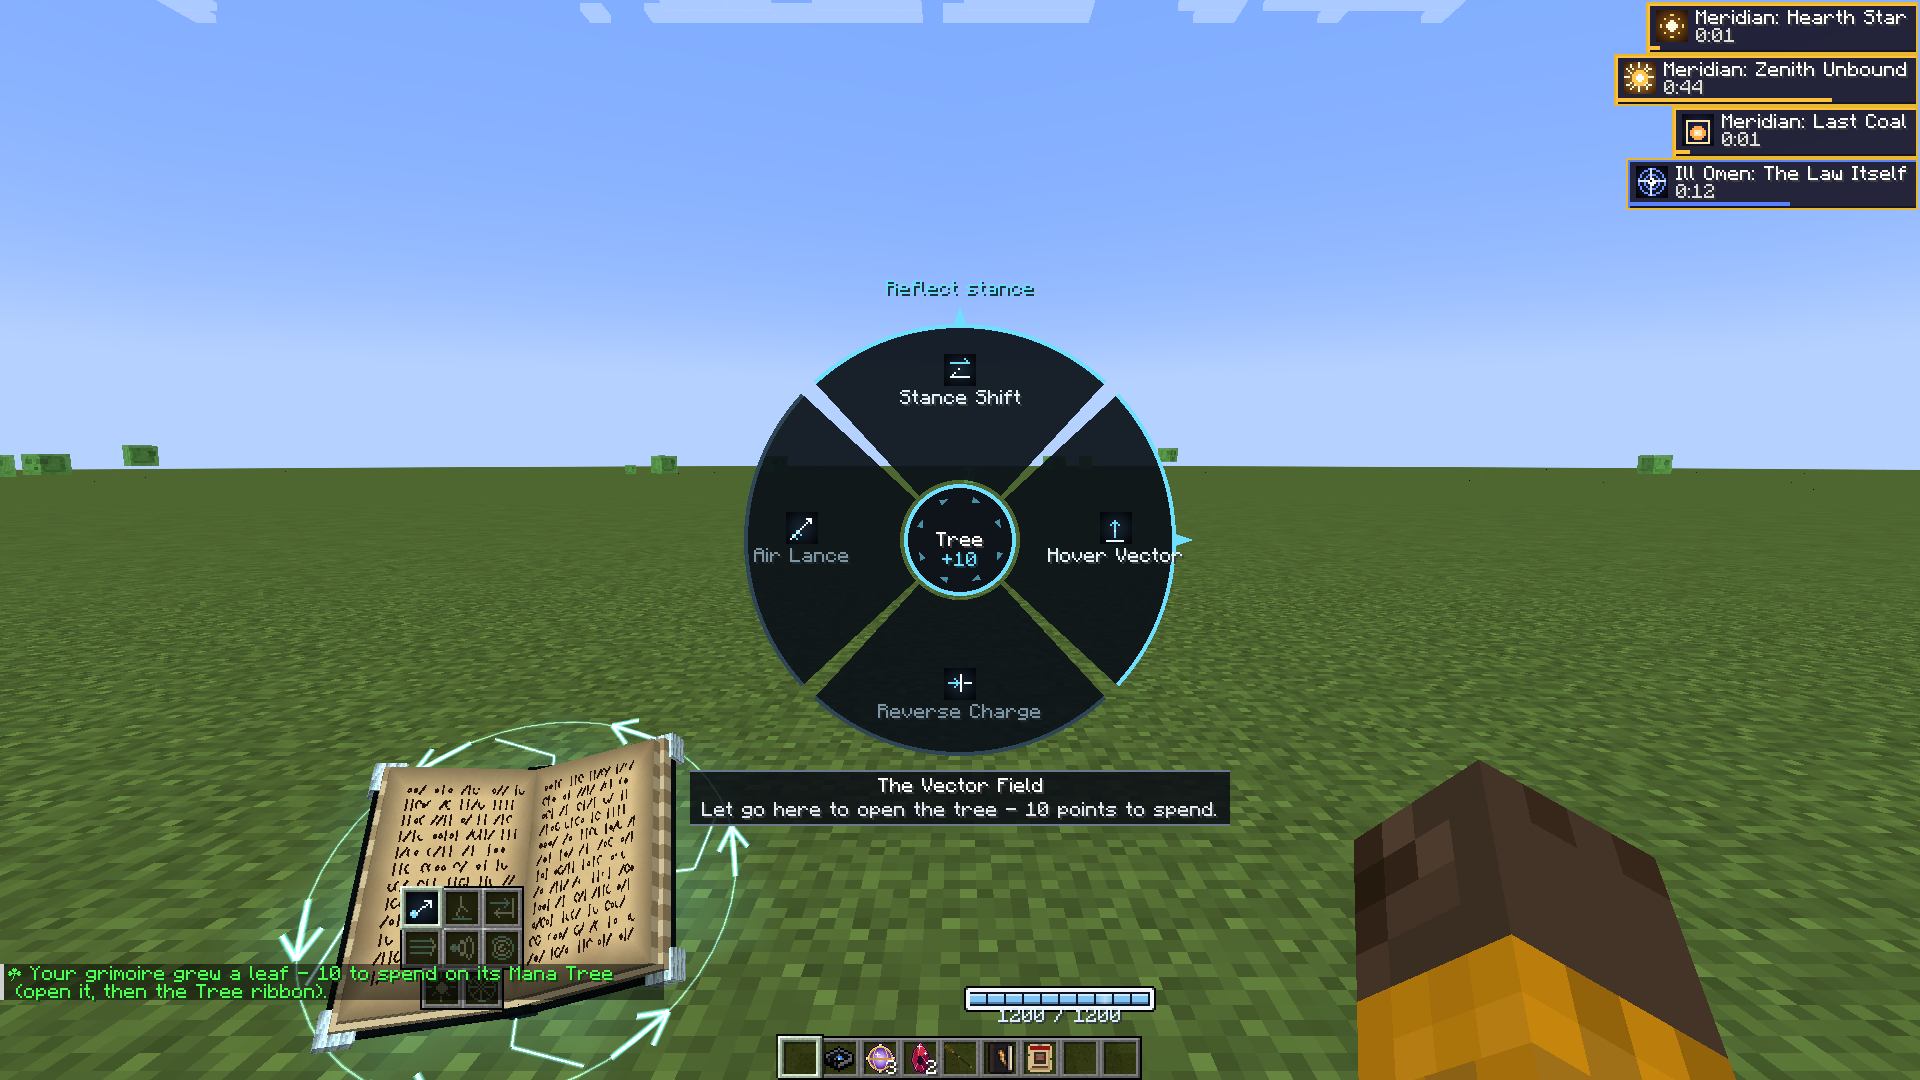 Meridian: Hearth Star
0:01
Meridian: Zenith Unbound
0:44
Meridian: Last Coal
0:01
Ill Omen: The Law Itself
0:12
Reflect stance
Stance Shift
Air Lance
Tree
+10
Hover Vector
Reverse Charge
The Vector Field
Let go here to open the tree - 10 points to spend.
Your grimoire grew a leaf - 10 to spend on its Mana Tree
(open it, then the Tree ribbon).
1200 / 1200
3
2